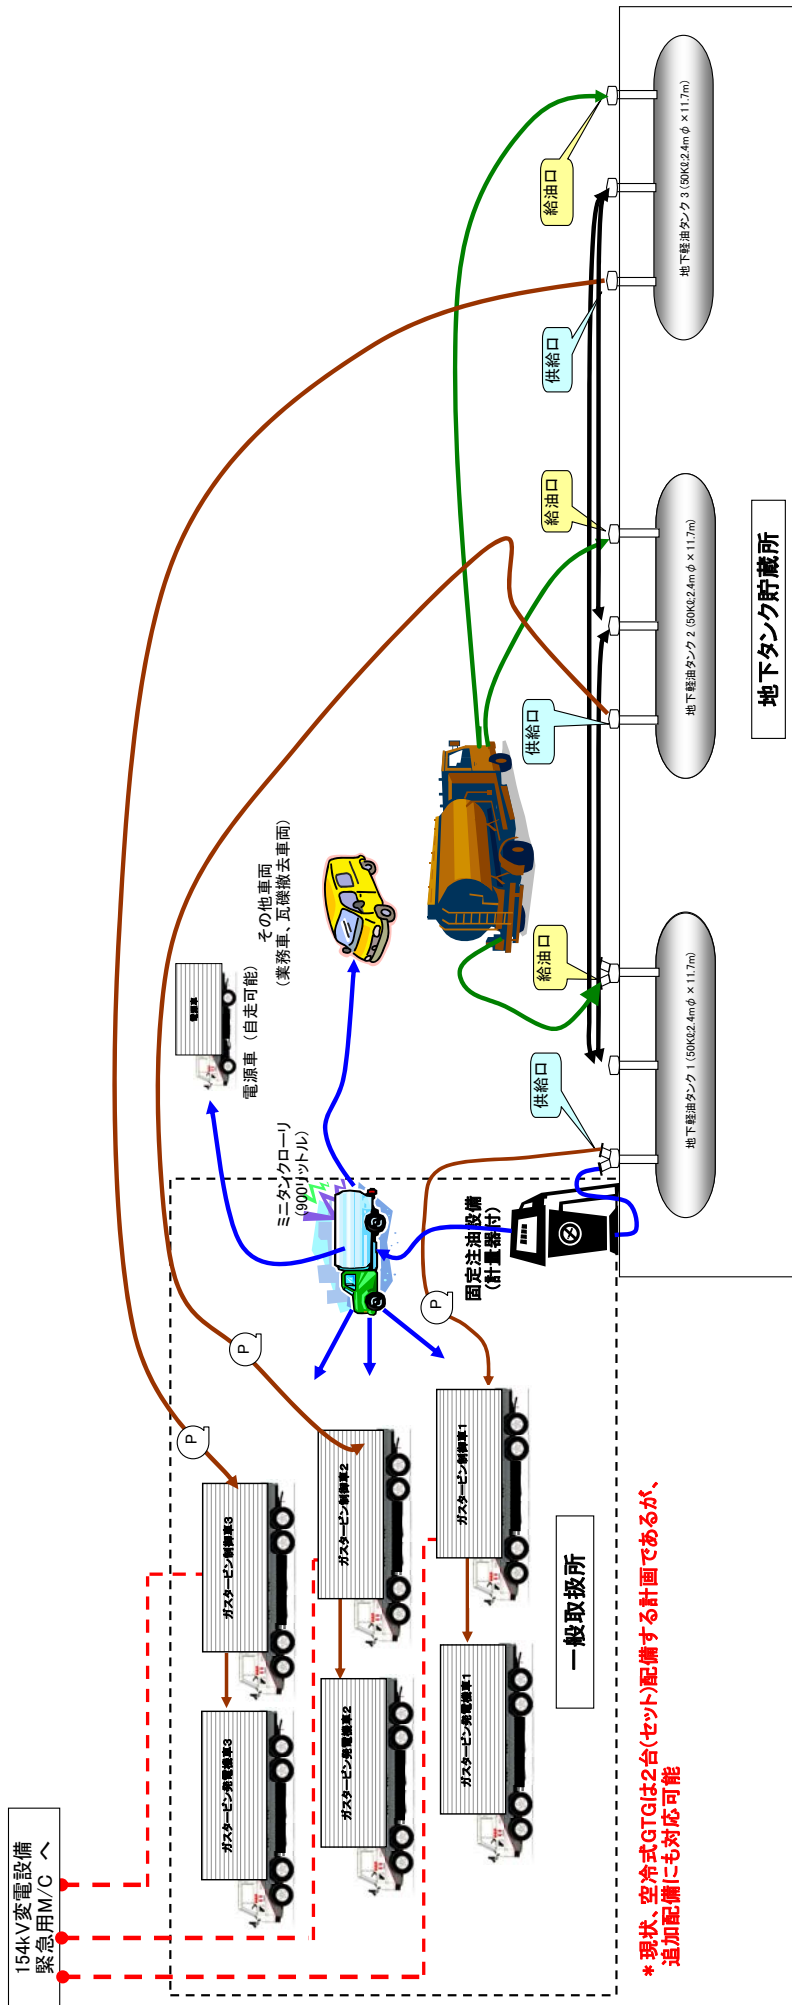 154kV変電設備
緊急用M/C へ
ガスタービン発電機車3
ガスタービン制御車3
P
ガスタービン発電機車2
ガスタービン制御車2
P
ガスタービン発電機車1
ガスタービン制御車1
P
一般取扱所
*現状、空冷式GTGは2台(セット)配備する計画であるが、
追加配備にも対応可能
電源車
電源車（自走可能）
その他車両
(業務車、瓦礫撤去車両)
ミニタンクローリ
(900リットル)
固定注油設備
(計量器付)
供給口
給油口
供給口
給油口
供給口
給油口
地下軽油タンク1 (50Kℓ:2.4mφ×11.7m)
地下軽油タンク2 (50Kℓ:2.4mφ×11.7m)
地下軽油タンク3 (50Kℓ:2.4mφ×11.7m)
地下タンク貯蔵所